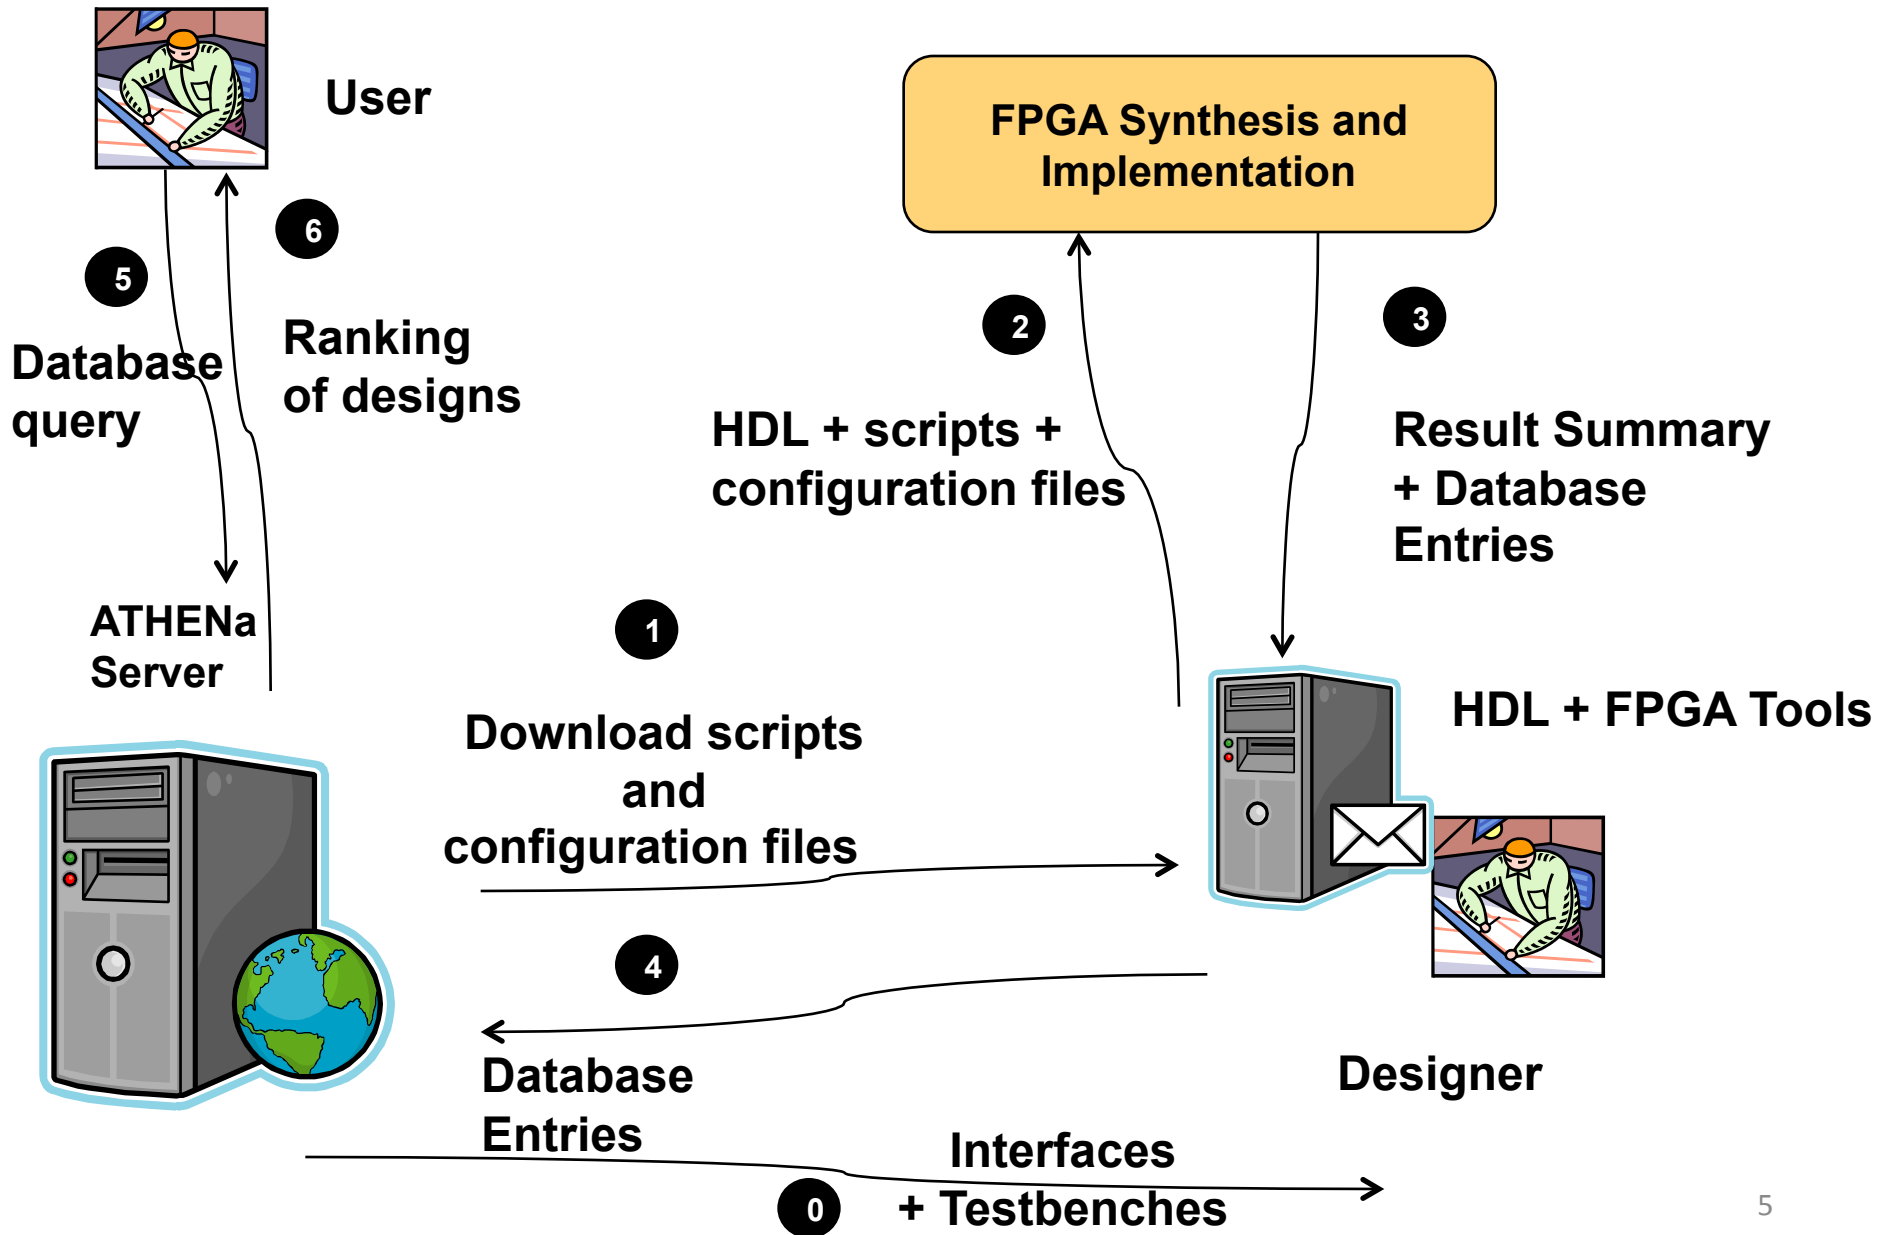 User
FPGA Synthesis and
Implementation
6
5
2
3
Database
query
Ranking
of designs
HDL + scripts +
configuration files
Result Summary
+ Database
Entries
ATHENa
Server
1
Download scripts
and
configuration files
HDL + FPGA Tools
4
Database
Entries
Designer
Interfaces
+ Testbenches
0
5